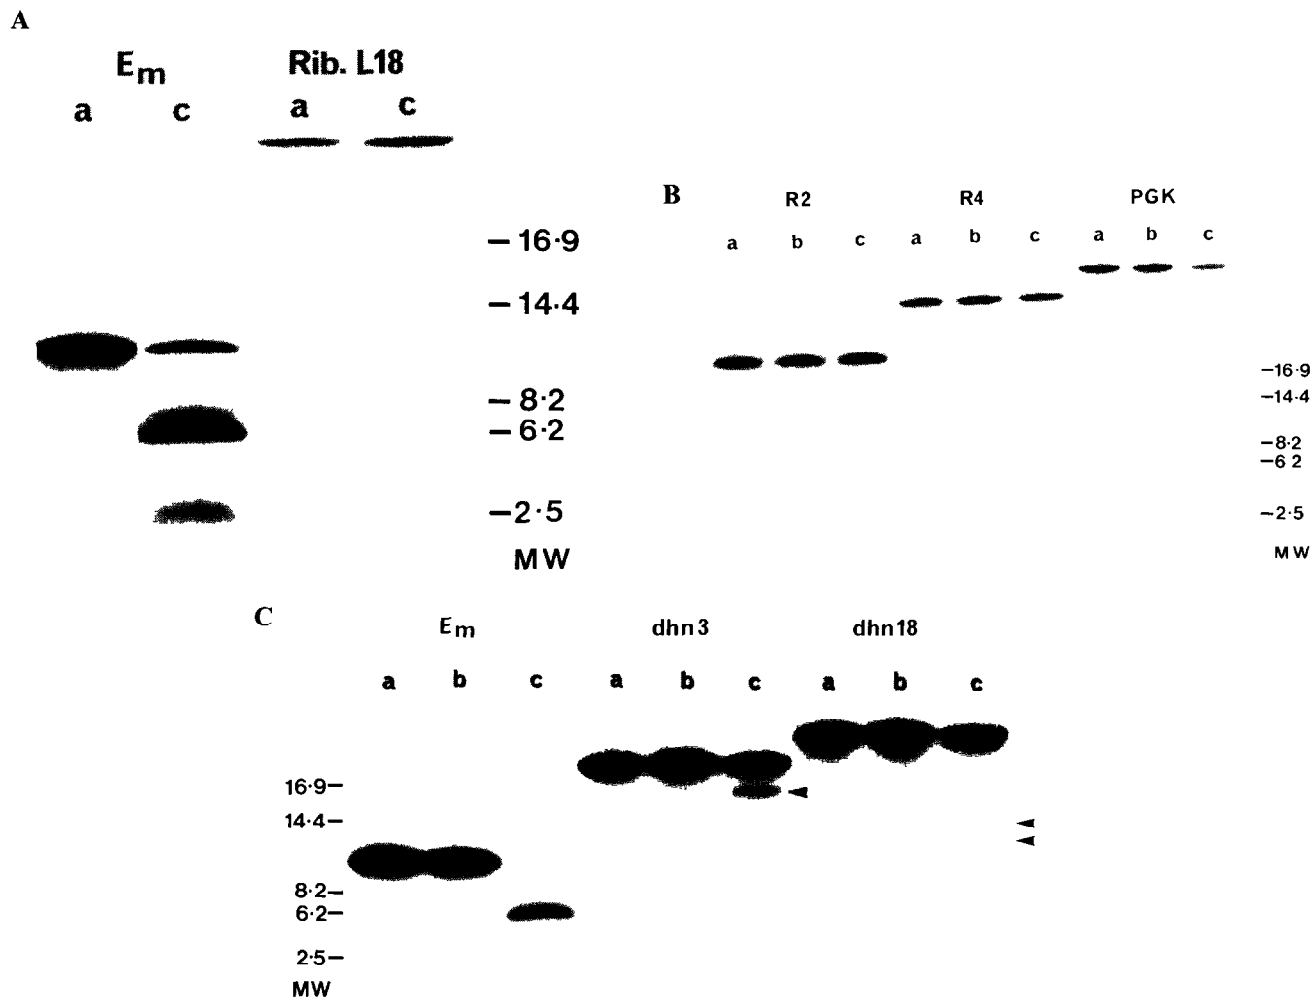 A
Em Rib. L18
a c a c
– 16·9
– 14·4
– 8·2
– 6·2
– 2·5
MW
B
R2 R4 PGK
a b c a b c a b c
–16·9
–14·4
–8·2
–6 2
–2·5
MW
C
Em dhn3 dhn18
a b c a b c a b c
16·9–
14·4–
8·2–
6·2–
2·5–
MW